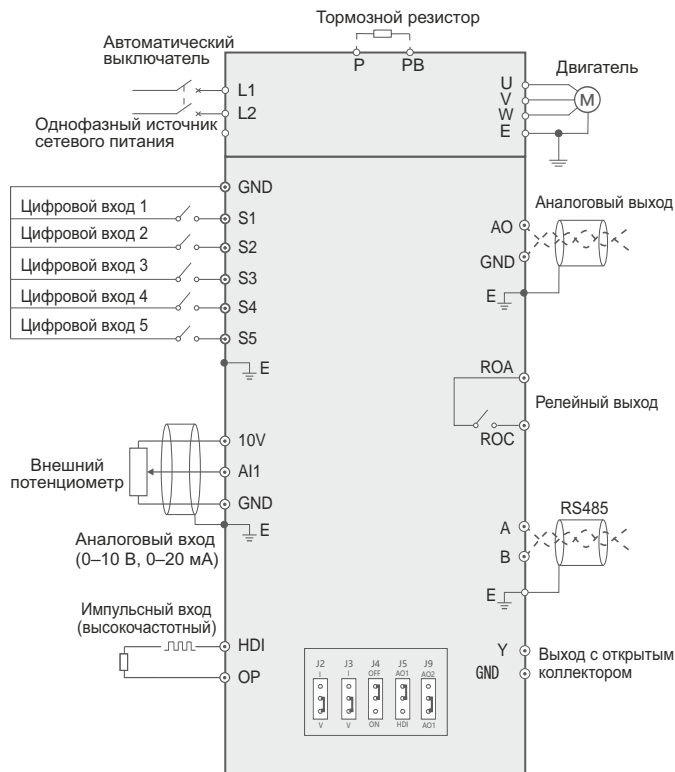 Тормозной резистор
Автоматический
выключатель
P PB
L1
L2
Однофазный источник
сетевого питания
U
V
W
E
M
Двигатель
GND
Цифровой вход 1
S1
Цифровой вход 2
S2
Цифровой вход 3
S3
Цифровой вход 4
S4
Цифровой вход 5
S5
E
Аналоговый выход
AO
GND
E
ROA
Релейный выход
ROC
10V
Внешний
потенциометр
AI1
GND
E
Аналоговый вход
(0–10 В, 0–20 мА)
RS485
A
B
E
Импульсный вход
(высокочастотный)
HDI
OP
J2 J3 J4 J5 J9
I I OFF AO1 AO2
V V ON HDI AO1
Y
GND
Выход с открытым
коллектором